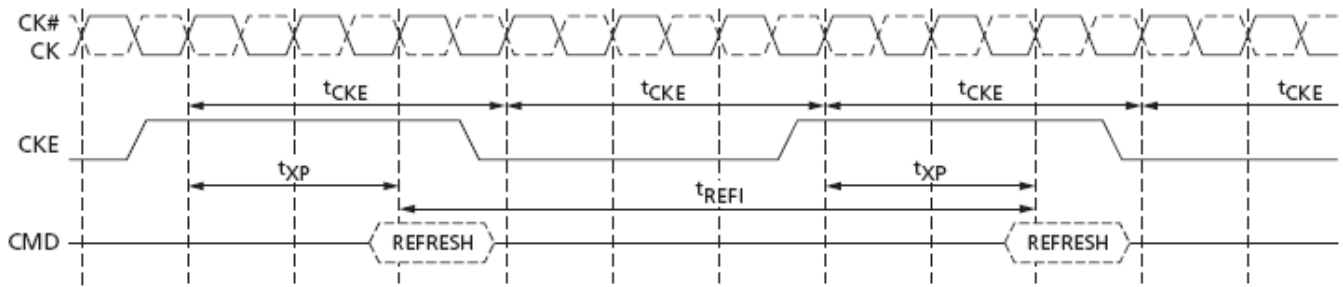 CK#
CK
tCKE tCKE tCKE tCKE
CKE
tXP tXP
tREFI
CMD REFRESH REFRESH